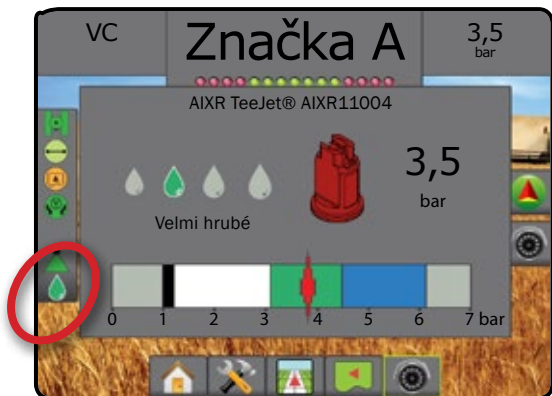 VC
Značka A
3,5
bar
AIXR TeeJet® AIXR11004
3,5
bar
Velmi hrubé
0 1 2 3 4 5 6 7 bar